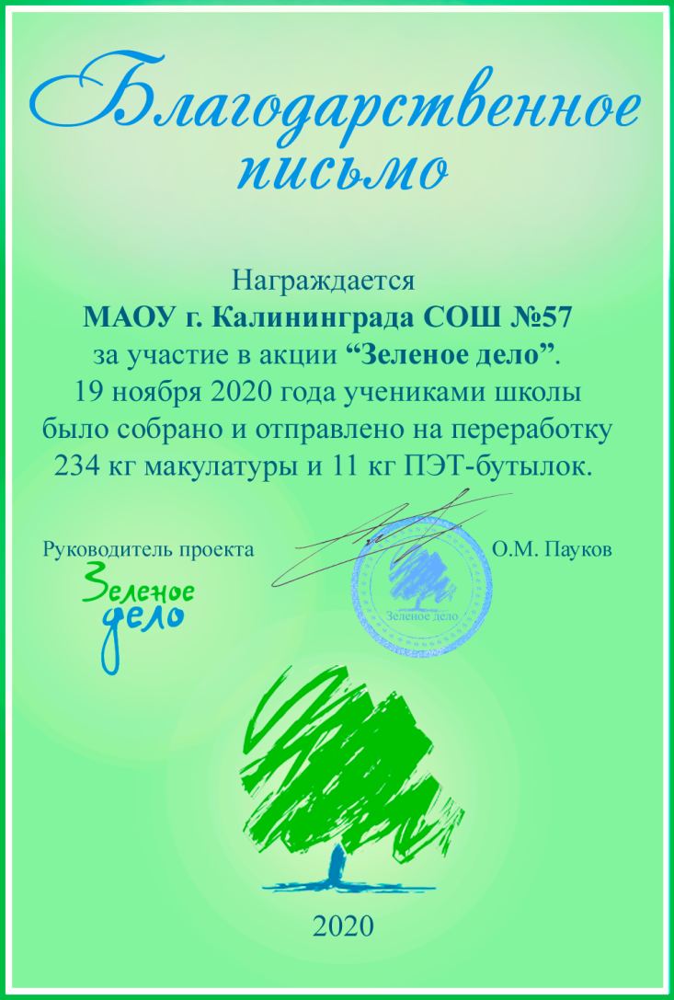 Благодарственное
письмо
Награждается
МАОУ г. Калининграда СОШ №57
за участие в акции “Зеленое дело”.
19 ноября 2020 года учениками школы
было собрано и отправлено на переработку
234 кг макулатуры и 11 кг ПЭТ-бутылок.
Руководитель проекта
О.М. Пауков
Зеленое
дело
Зеленое дело
2020